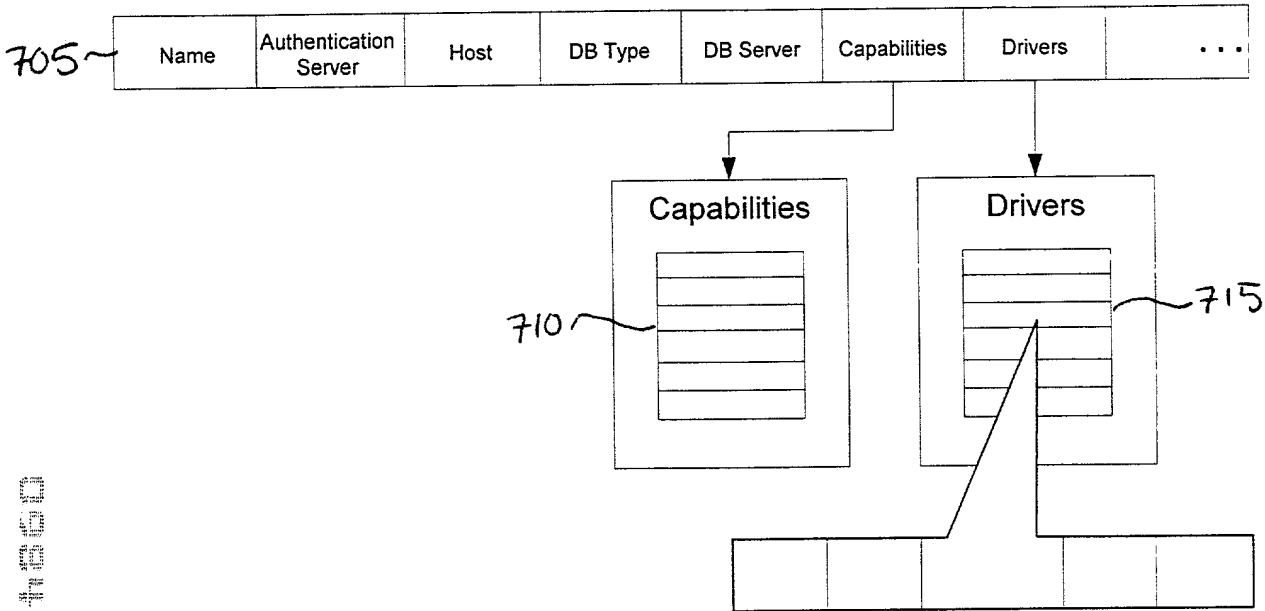 705 Name Authentication Server Host DB Type DB Server Capabilities Drivers ...
Capabilities Drivers
710 715